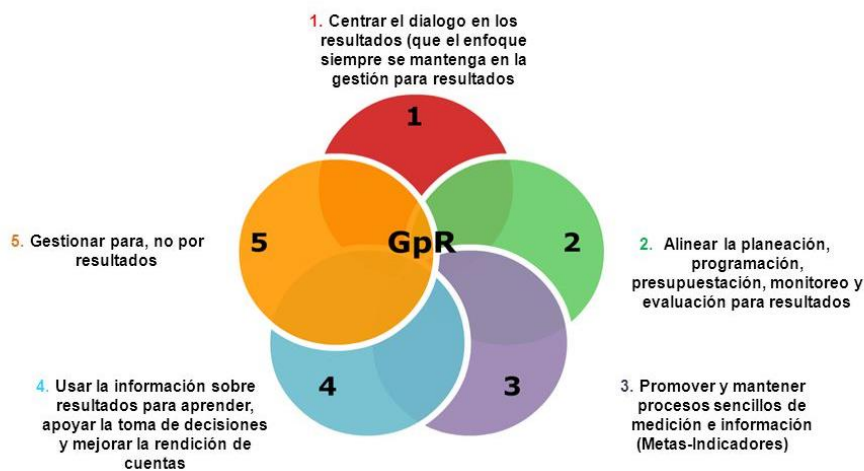 1. Centrar el dialogo en los
resultados (que el enfoque
siempre se mantenga en la
gestión para resultados
1
5
GpR
2
5. Gestionar para, no por
resultados
2. Alinear la planeación,
programación,
presupuestación, monitoreo y
evaluación para resultados
4
3
4. Usar la información sobre
resultados para aprender,
apoyar la toma de decisiones
y mejorar la rendición de
cuentas
3. Promover y mantener
procesos sencillos de
medición e información
(Metas-Indicadores)